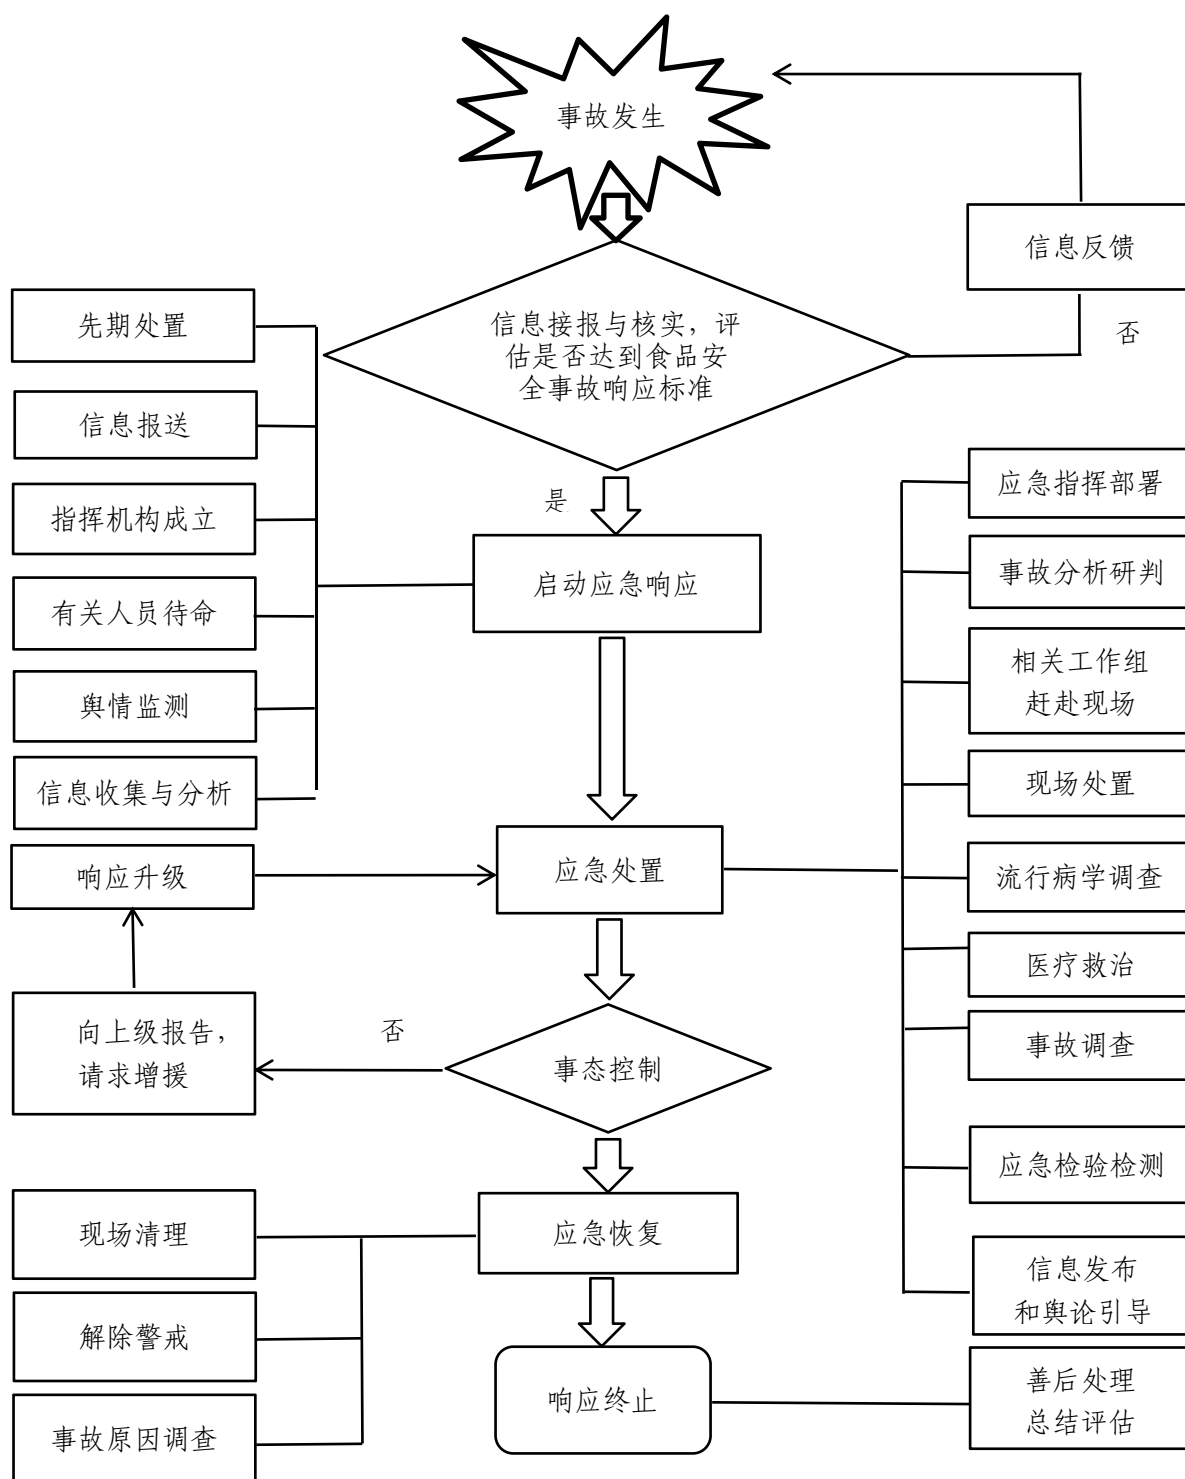 事故发生
信息反馈
否
信息接报与核实，评
估是否达到食品安
全事故响应标准
先期处置
信息报送
指挥机构成立
有关人员待命
舆情监测
信息收集与分析
是
启动应急响应
应急指挥部署
事故分析研判
相关工作组
赶赴现场
现场处置
流行病学调查
医疗救治
事故调查
应急检验检测
信息发布
和舆论引导
响应升级
应急处置
向上级报告，
请求增援
否
事态控制
现场清理
解除警戒
事故原因调查
应急恢复
响应终止
善后处理
总结评估